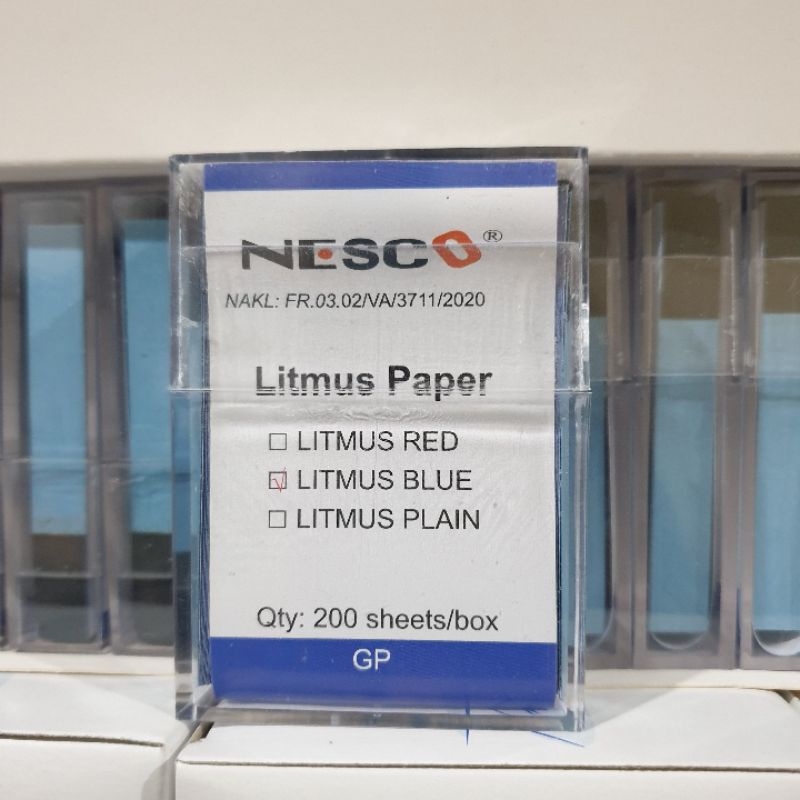 NESCO®
NAKL: FR.03.02/VA/3711/2020
Litmus Paper
☐ LITMUS RED
☑ LITMUS BLUE
☐ LITMUS PLAIN
Qty: 200 sheets/box
GP